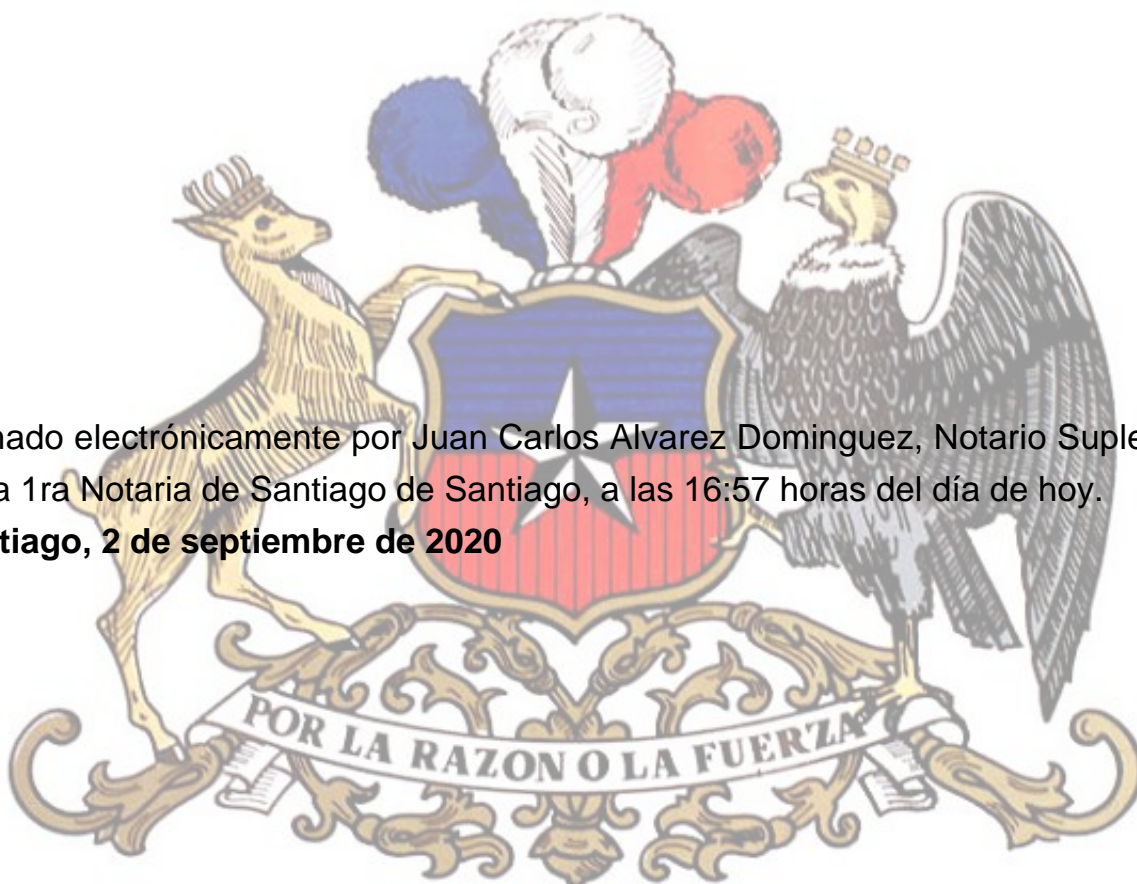 nado electrónicamente por Juan Carlos Alvarez Dominguez, Notario Suple
a 1ra Notaria de Santiago de Santiago, a las 16:57 horas del día de hoy.
tiago, 2 de septiembre de 2020
POR LA RAZON O LA FUERZA